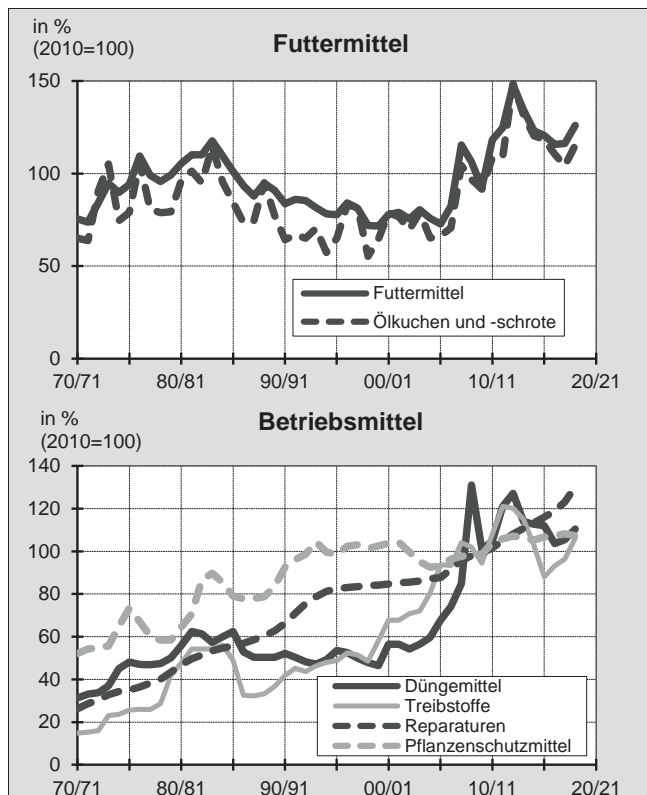 in %
(2010=100)
Futtermittel
150
100
50
0
Futtermittel
Ölkuchen und -schrote
70/71 80/81 90/91 00/01 10/11 20/21
in %
(2010=100)
Betriebsmittel
140
120
100
80
60
40
20
0
Düngemittel
Treibstoffe
Reparaturen
Pflanzenschutzmittel
70/71 80/81 90/91 00/01 10/11 20/21